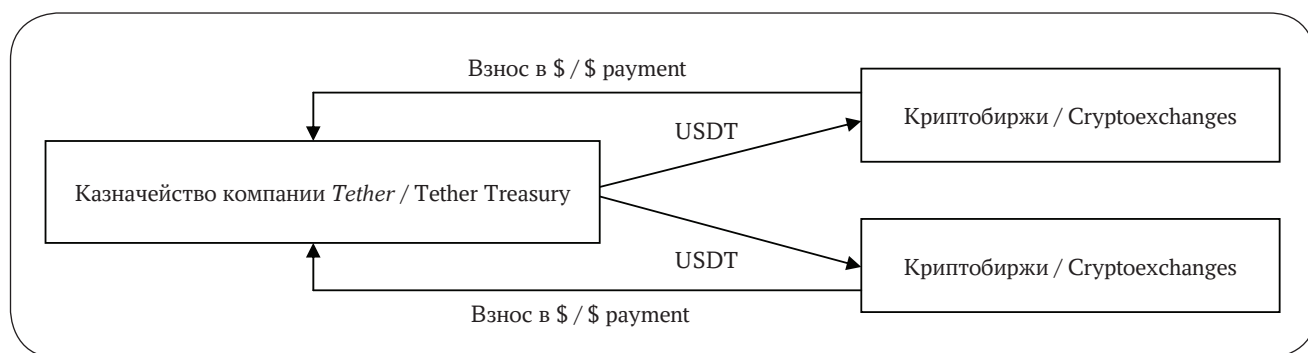 Взнос в $ / $ payment
Криптобиржи / Cryptoexchanges
USDT
Казначейство компании Tether / Tether Treasury
USDT
Криптобиржи / Cryptoexchanges
Взнос в $ / $ payment